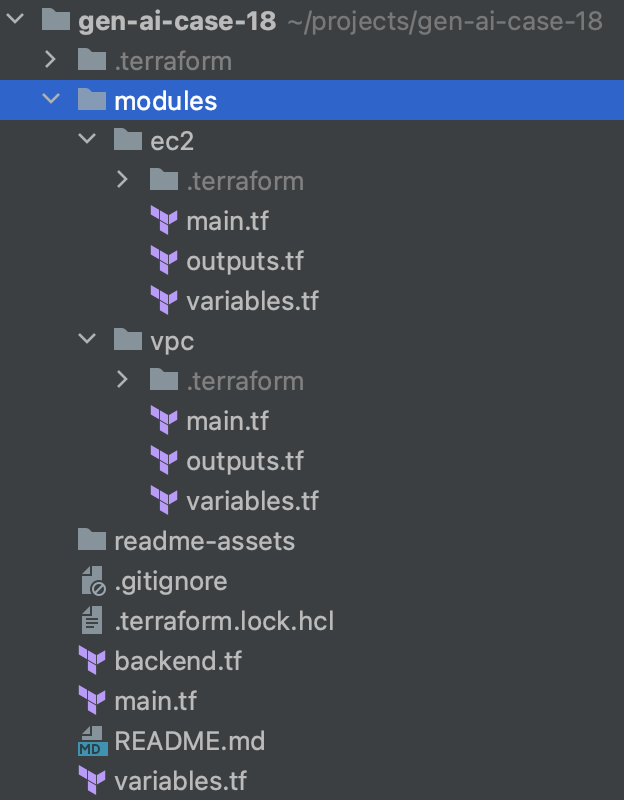 gen-ai-case-18 ~/projects/gen-ai-case-18
.terraform
modules
ec2
.terraform
main.tf
outputs.tf
variables.tf
vpc
.terraform
main.tf
outputs.tf
variables.tf
readme-assets
.gitignore
.terraform.lock.hcl
backend.tf
main.tf
MD README.md
variables.tf